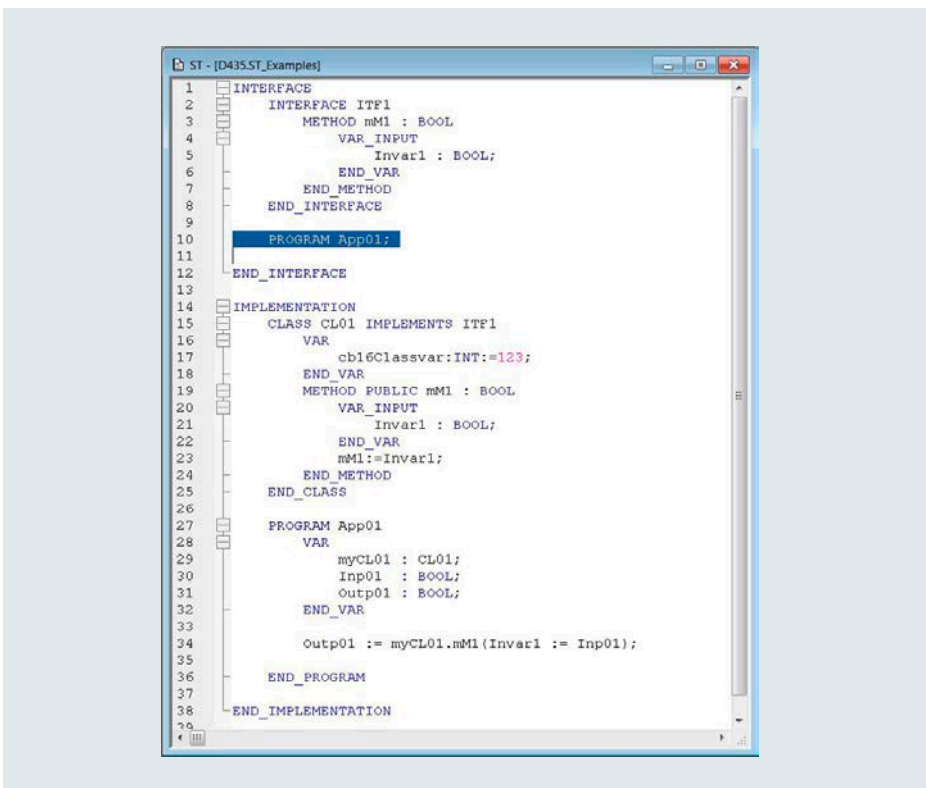 ST - [D435.ST_Examples]
1 INTERFACE
2 INTERFACE ITF1
3 METHOD mM1 : BOOL
4 VAR_INPUT
5 Invar1 : BOOL;
6 END_VAR
7 END_METHOD
8 END_INTERFACE
9
10 PROGRAM App01;
11
12 END_INTERFACE
13
14 IMPLEMENTATION
15 CLASS CL01 IMPLEMENTS ITF1
16 VAR
17 cb16Classvar:INT:=123;
18 END_VAR
19 METHOD PUBLIC mM1 : BOOL
20 VAR_INPUT
21 Invar1 : BOOL;
22 END_VAR
23 mM1:=Invar1;
24 END_METHOD
25 END_CLASS
26
27 PROGRAM App01
28 VAR
29 myCL01 : CL01;
30 Inp01 : BOOL;
31 Outp01 : BOOL;
32 END_VAR
33
34 Outp01 := myCL01.mM1(Invar1 := Inp01);
35
36 END_PROGRAM
37
38 END_IMPLEMENTATION
39